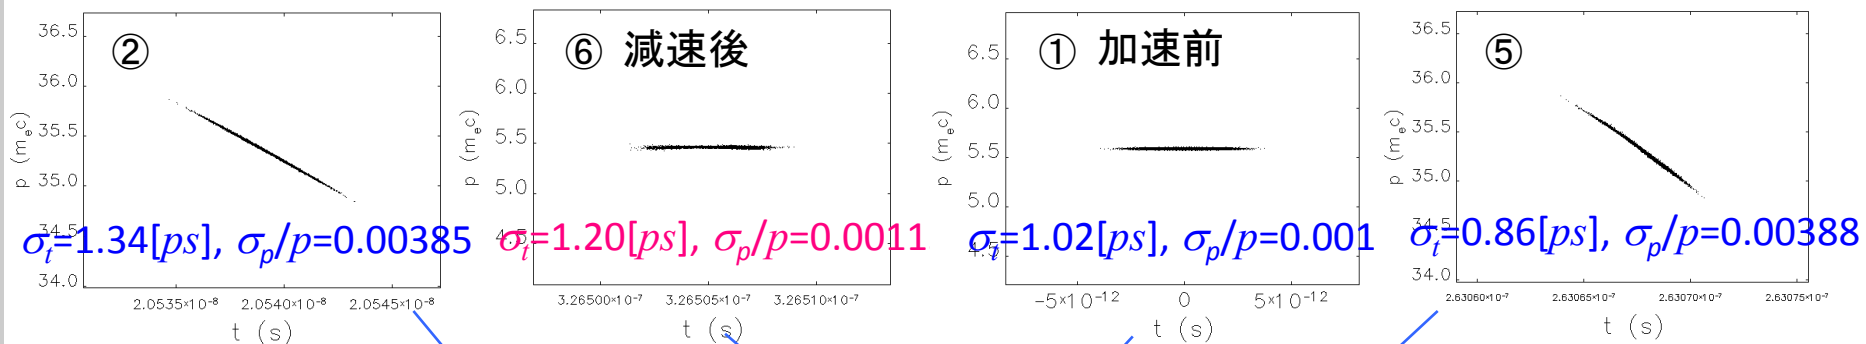 ②
36.5
36.0
35.5
35.0
34.5
34.0
p (mₑc)
2.0535×10⁻⁸
2.0540×10⁻⁸
2.0545×10⁻⁸
t (s)
σₜ=1.34[ps], σₚ/p=0.00385
⑥ 減速後
6.5
6.0
5.5
5.0
4.5
p (mₑc)
3.26500×10⁻⁷
3.26505×10⁻⁷
3.26510×10⁻⁷
t (s)
σₜ=1.20[ps], σₚ/p=0.0011
① 加速前
6.5
6.0
5.5
5.0
4.5
p (mₑc)
-5×10⁻¹²
0
5×10⁻¹²
t (s)
σₜ=1.02[ps], σₚ/p=0.001
⑤
36.5
36.0
35.5
35.0
34.5
34.0
p (mₑc)
2.63060×10⁻⁷
2.63065×10⁻⁷
2.63070×10⁻⁷
2.63075×10⁻⁷
t (s)
σₜ=0.86[ps], σₚ/p=0.00388